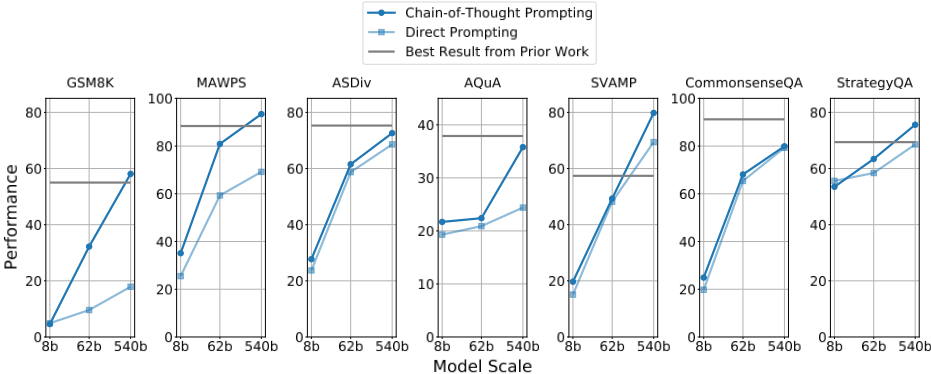 Chain-of-Thought Prompting
Direct Prompting
Best Result from Prior Work
GSM8K
MAWPS
ASDiv
AQuA
SVAMP
CommonsenseQA
StrategyQA
Performance
80
60
40
20
0
8b 62b 540b
100
80
60
40
20
0
8b 62b 540b
80
60
40
20
0
8b 62b 540b
40
30
20
10
0
8b 62b 540b
80
60
40
20
0
8b 62b 540b
100
80
60
40
20
0
8b 62b 540b
80
60
40
20
0
8b 62b 540b
Model Scale